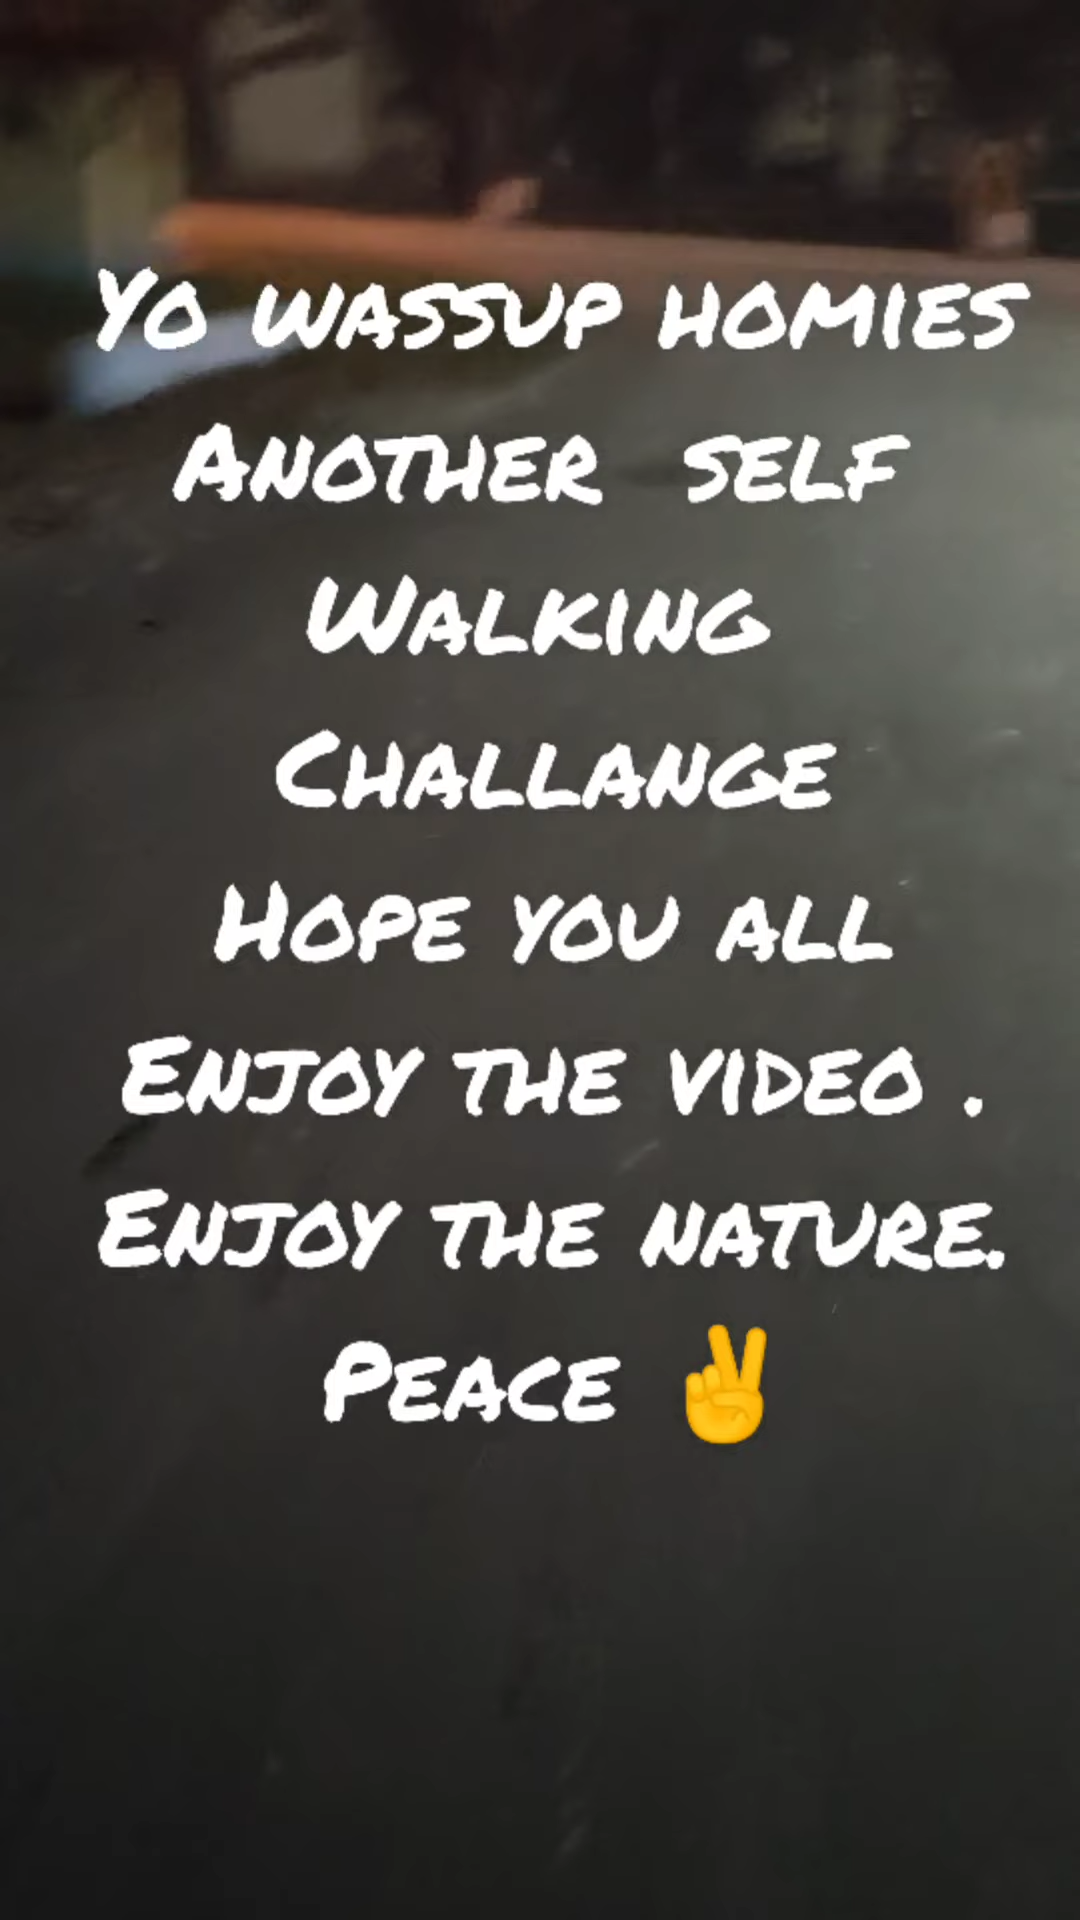 Yo wassup homies
Another self
Walking
Challange
Hope you all
Enjoy the video .
Enjoy the nature.
Peace ✌